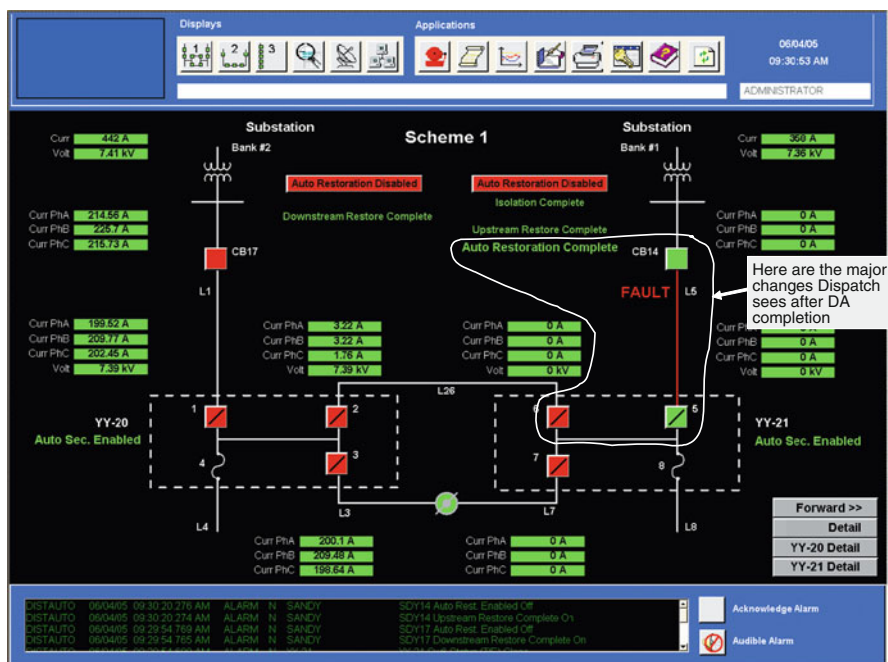 Displays
Applications
1
2
3
06/04/05
09:30:53 AM
ADMINISTRATOR
Substation
Scheme 1
Substation
Curr 442 A
Volt 7.41 kV
Bank #2
Bank #1
Curr 358 A
Volt 7.36 kV
Auto Restoration Disabled
Auto Restoration Disabled
Isolation Complete
Downstream Restore Complete
Upstream Restore Complete
Auto Restoration Complete
Curr PhA 214.56 A
Curr PhB 225.7 A
Curr PhC 215.73 A
CB17
CB14
Curr PhA 0 A
Curr PhB 0 A
Curr PhC 0 A
Here are the major
changes Dispatch
sees after DA
completion
L1
FAULT
L5
Curr PhA 199.52 A
Curr PhB 209.77 A
Curr PhC 202.45 A
Volt 7.39 kV
Curr PhA 3.22 A
Curr PhB 3.22 A
Curr PhC 1.76 A
Volt 7.39 kV
Curr PhA 0 A
Curr PhB 0 A
Curr PhC 0 A
Volt 0 kV
Curr PhB 0 A
Curr PhC 0 A
Volt 0 kV
L26
1
2
6
5
YY-20
Auto Sec. Enabled
YY-21
Auto Sec. Enabled
4
3
7
8
L4
L3
L7
L8
Curr PhA 200.1 A
Curr PhB 209.48 A
Curr PhC 198.64 A
Curr PhA 0 A
Curr PhB 0 A
Curr PhC 0 A
Forward >>
Detail
YY-20 Detail
YY-21 Detail
DISTAUTO 06/04/05 09:30:20.276 AM ALARM N SANDY SDY14 Auto Rest. Enabled Off
DISTAUTO 06/04/05 09:30:20.274 AM ALARM N SANDY SDY14 Upstream Restore Complete On
DISTAUTO 06/04/05 09:29:54.769 AM ALARM N SANDY SDY17 Auto Rest. Enabled Off
DISTAUTO 06/04/05 09:29:54.765 AM ALARM N SANDY SDY17 Downstream Restore Complete On
Acknowledge Alarm
Audible Alarm